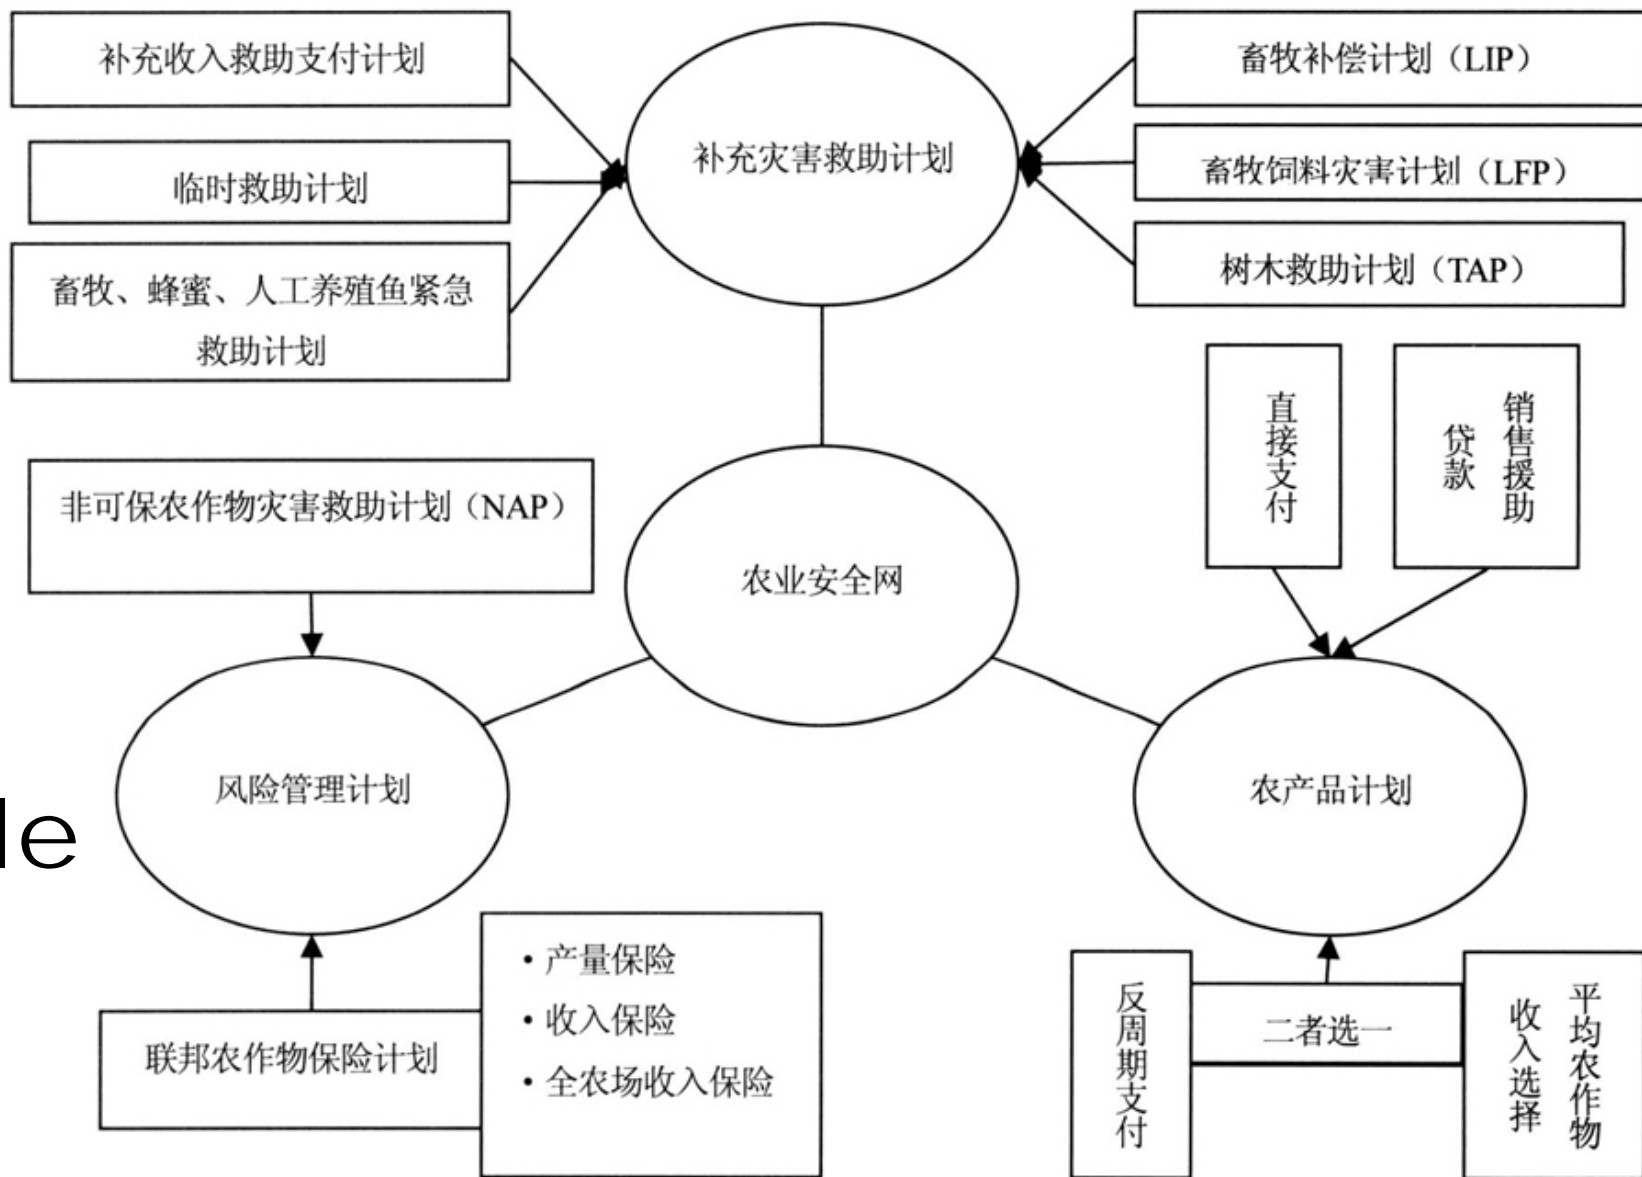 补充收入救助支付计划
临时救助计划
畜牧、蜂蜜、人工养殖鱼紧急
救助计划
补充灾害救助计划
畜牧补偿计划（LIP）
畜牧饲料灾害计划（LFP）
树木救助计划（TAP）
直接支付
销售援助
贷款
非可保农作物灾害救助计划（NAP）
农业安全网
风险管理计划
农产品计划
le
联邦农作物保险计划
・产量保险
・收入保险
・全农场收入保险
反周期支付
二者选一
平均农作物
收入选择